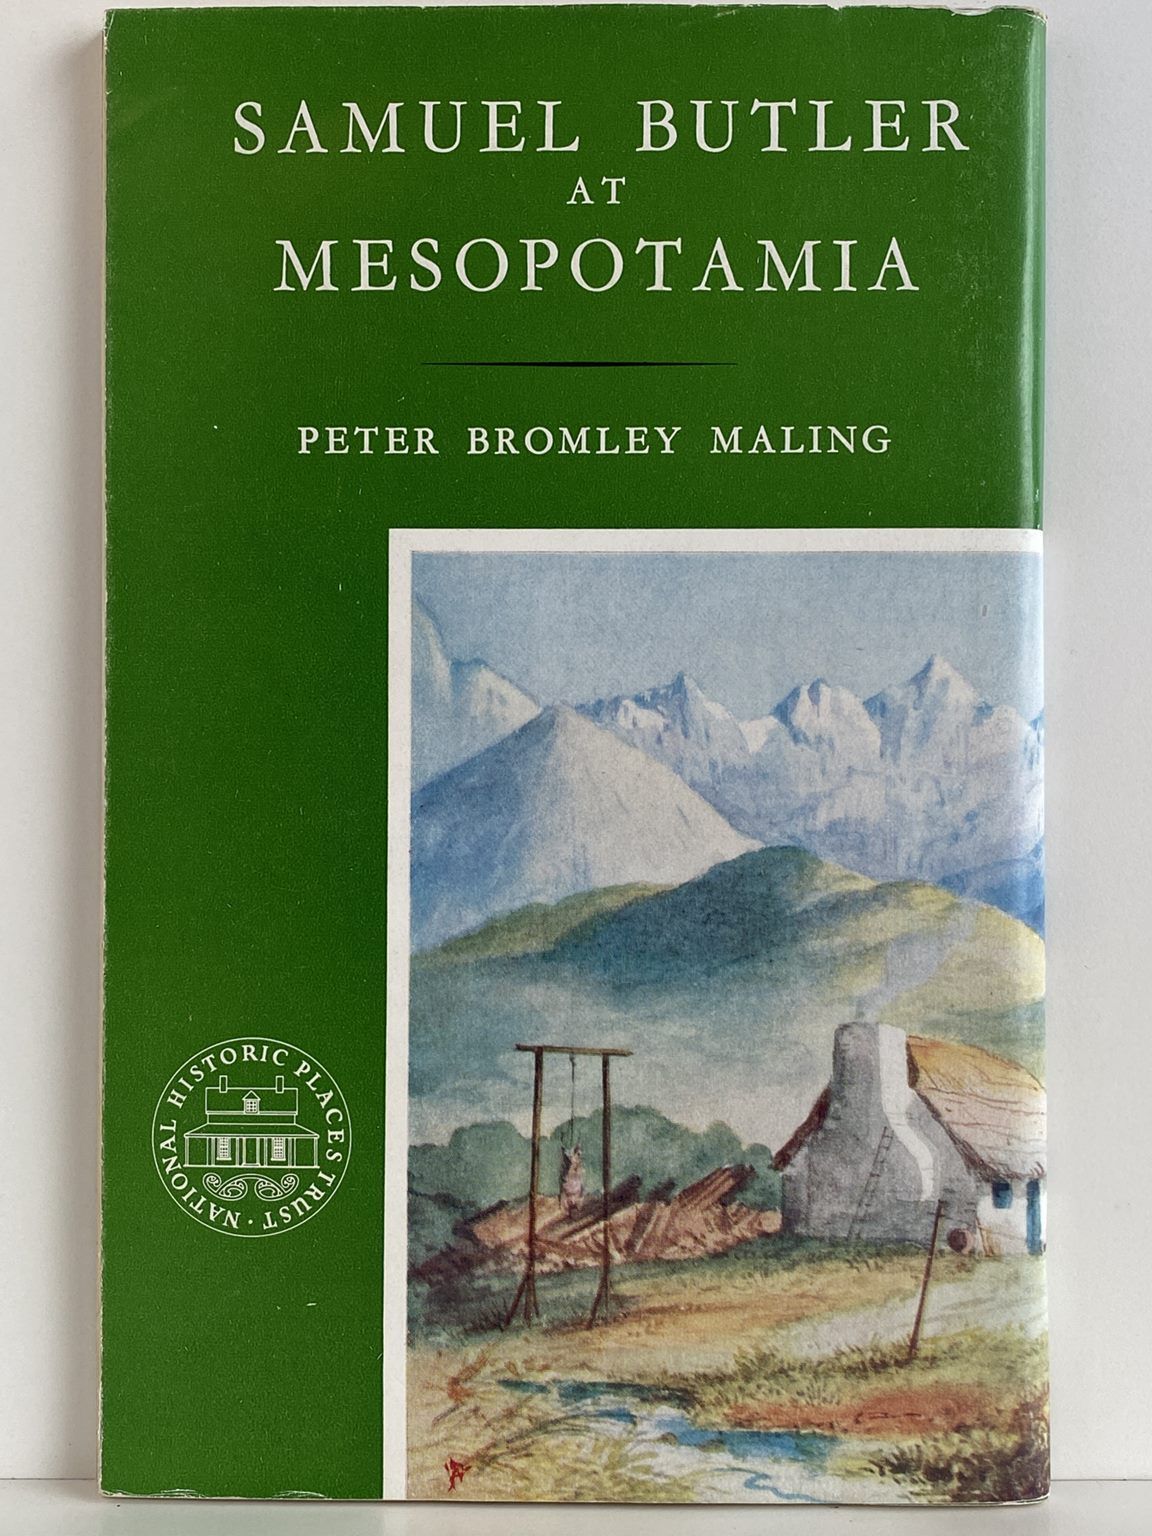 SAMUEL BUTLER
AT
MESOPOTAMIA
PETER BROMLEY MALING
NATIONAL HISTORIC PLACES TRUST ·